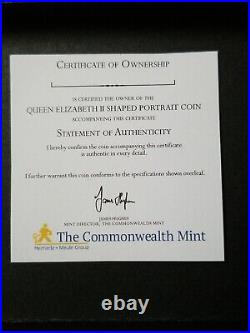 CERTIFICATE OF OWNERSHIP
IS CERTIFIED THE OWNER OF THE
QUEEN ELIZABETH II SHAPED PORTRAIT COIN
ACCOMPANYING THIS CERTIFICATE
STATEMENT OF AUTHENTICITY
I hereby confirm the coin accompanying this certificate
is authentic in every detail.
I further warrant this coin conforms to the specifications shown overleaf.
MINT DIRECTOR, THE COMMONWEALTH MINT
The Commonwealth Mint